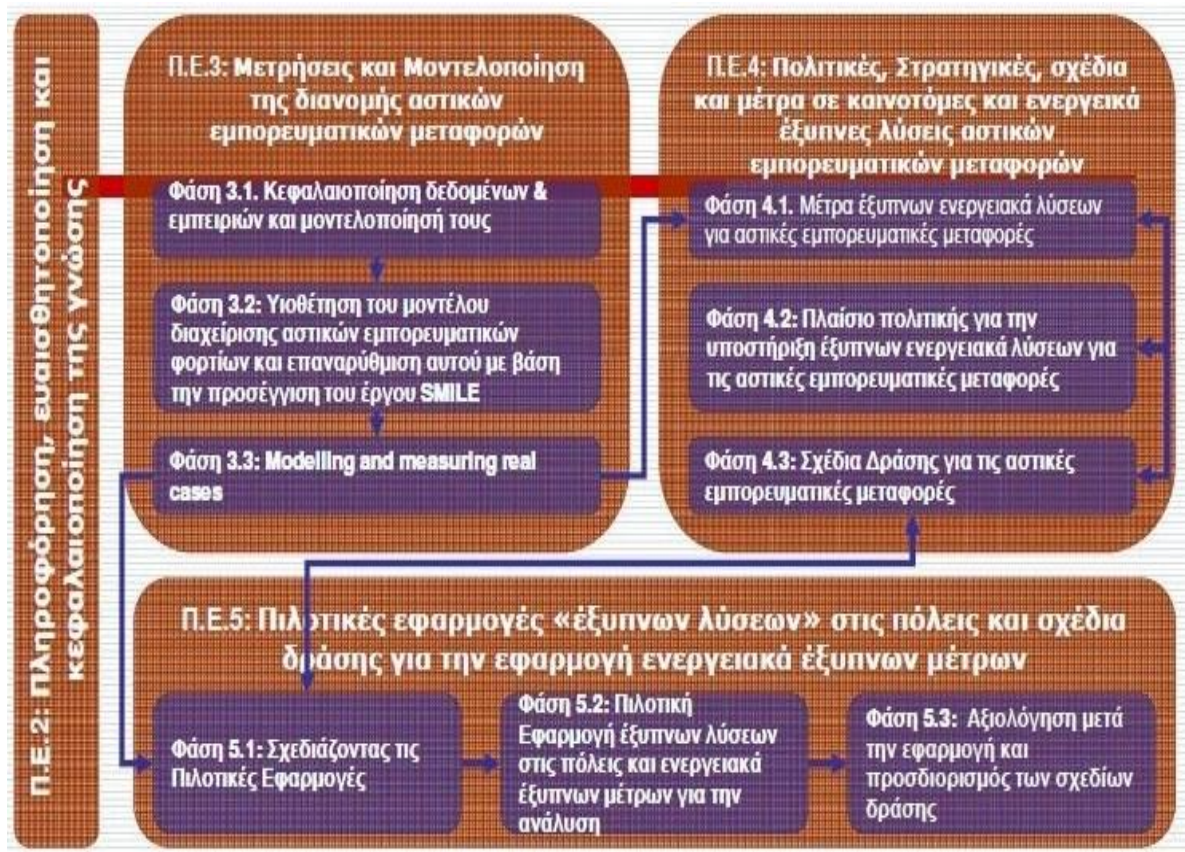 Π.Ε.2: Πληροφόρηση, ευαισθητοποίηση και
κεφαλαιοποίηση της γνώσης
Π.Ε.3: Μετρήσεις και Μοντελοποίηση
της διανομής αστικών
εμπορευματικών μεταφορών
Φάση 3.1. Κεφαλαιοποίηση δεδομένων &
εμπειριών και μοντελοποίησή τους
Φάση 3.2: Υιοθέτηση του μοντέλου
διαχείρισης αστικών εμπορευματικών
φορτίων και επαναρύθμιση αυτού με βάση
την προσέγγιση του έργου SMILE
Φάση 3.3: Modelling and measuring real
cases
Π.Ε.4: Πολιτικές, Στρατηγικές, σχέδια
και μέτρα σε καινοτόμες και ενεργεικά
έξυπνες λύσεις αστικών
εμπορευματικών μεταφορών
Φάση 4.1. Μέτρα έξυπνων ενεργειακά λύσεων
για αστικές εμπορευματικές μεταφορές
Φάση 4.2: Πλαίσιο πολιτικής για την
υποστήριξη έξυπνων ενεργειακά λύσεων για
τις αστικές εμπορευματικές μεταφορές
Φάση 4.3: Σχέδια Δράσης για τις αστικές
εμπορευματικές μεταφορές
Π.Ε.5: Πιλοτικές εφαρμογές «έξυπνων λύσεων» στις πόλεις και σχέδια
δράσης για την εφαρμογή ενεργειακά έξυπνων μέτρων
Φάση 5.1: Σχεδιάζοντας τις
Πιλοτικές Εφαρμογές
Φάση 5.2: Πιλοτική
Εφαρμογή έξυπνων λύσεων
στις πόλεις και ενεργειακά
έξυπνων μέτρων για την
ανάλυση
Φάση 5.3: Αξιολόγηση μετά
την εφαρμογή και
προσδιορισμός των σχεδίων
δράσης